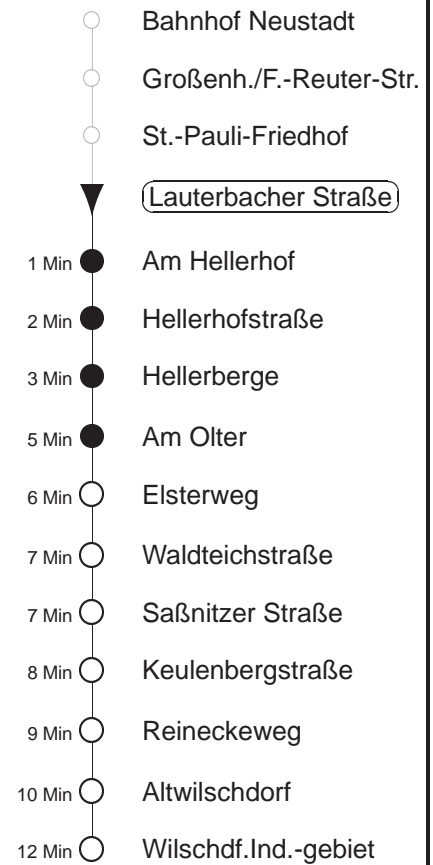 Bahnhof Neustadt
Großenh./F.-Reuter-Str.
St.-Pauli-Friedhof
Lauterbacher Straße
1 Min Am Hellerhof
2 Min Hellerhofstraße
3 Min Hellerberge
5 Min Am Olter
6 Min Elsterweg
7 Min Waldteichstraße
7 Min Saßnitzer Straße
8 Min Keulenbergstraße
9 Min Reineckeweg
10 Min Altwilschdorf
12 Min Wilschdf.Ind.-gebiet